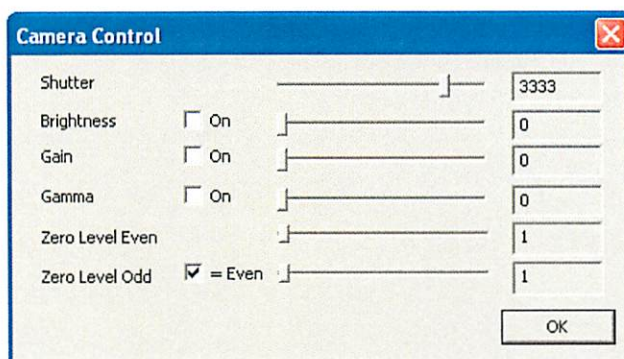 Camera Control
Shutter 3333
Brightness On 0
Gain On 0
Gamma On 0
Zero Level Even 1
Zero Level Odd = Even 1
OK